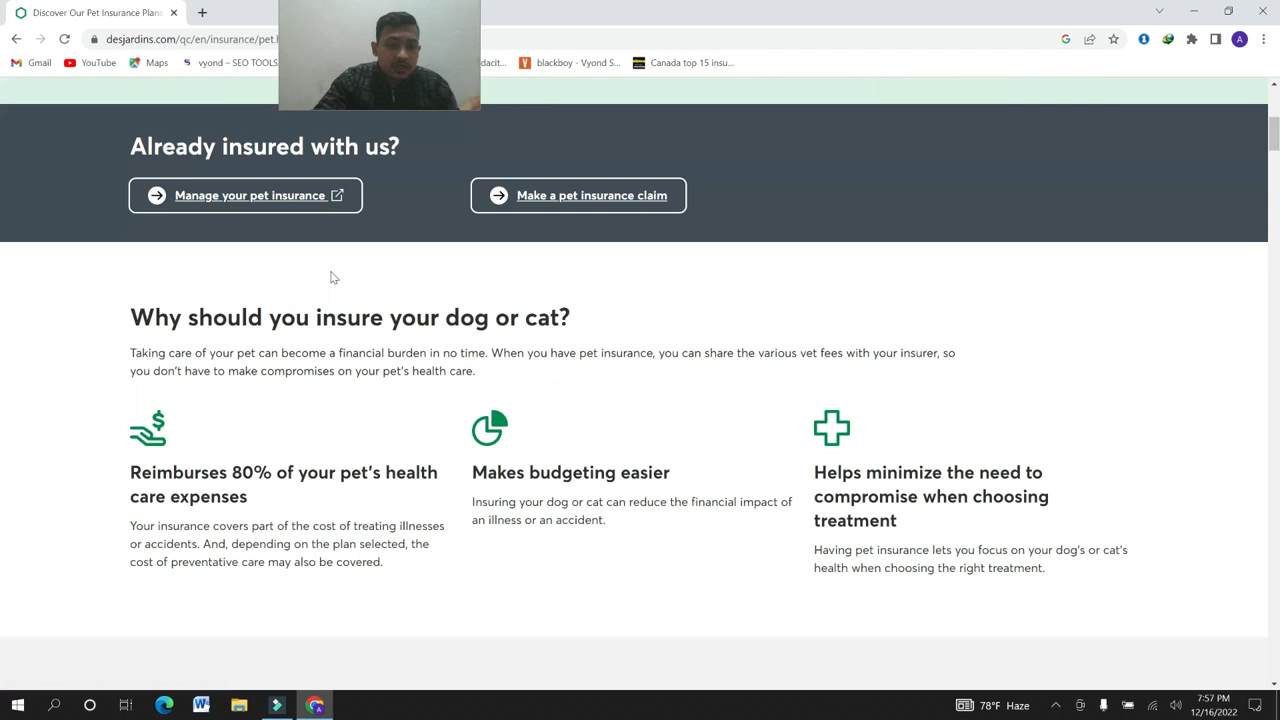 Discover Our Pet Insurance Plans
desjardins.com/qc/en/insurance/pet.
Gmail
YouTube
Maps
vyond – SEO TOOLS
dacit...
blackboy - Vyond S...
Canada top 15 insu...
Already insured with us?
Manage your pet insurance
Make a pet insurance claim
Why should you insure your dog or cat?
Taking care of your pet can become a financial burden in no time. When you have pet insurance, you can share the various vet fees with your insurer, so
you don't have to make compromises on your pet's health care.
Reimburses 80% of your pet's health
care expenses
Your insurance covers part of the cost of treating illnesses
or accidents. And, depending on the plan selected, the
cost of preventative care may also be covered.
Makes budgeting easier
Insuring your dog or cat can reduce the financial impact of
an illness or an accident.
Helps minimize the need to
compromise when choosing
treatment
Having pet insurance lets you focus on your dog's or cat's
health when choosing the right treatment.
78°F Haze
7:57 PM
12/16/2022